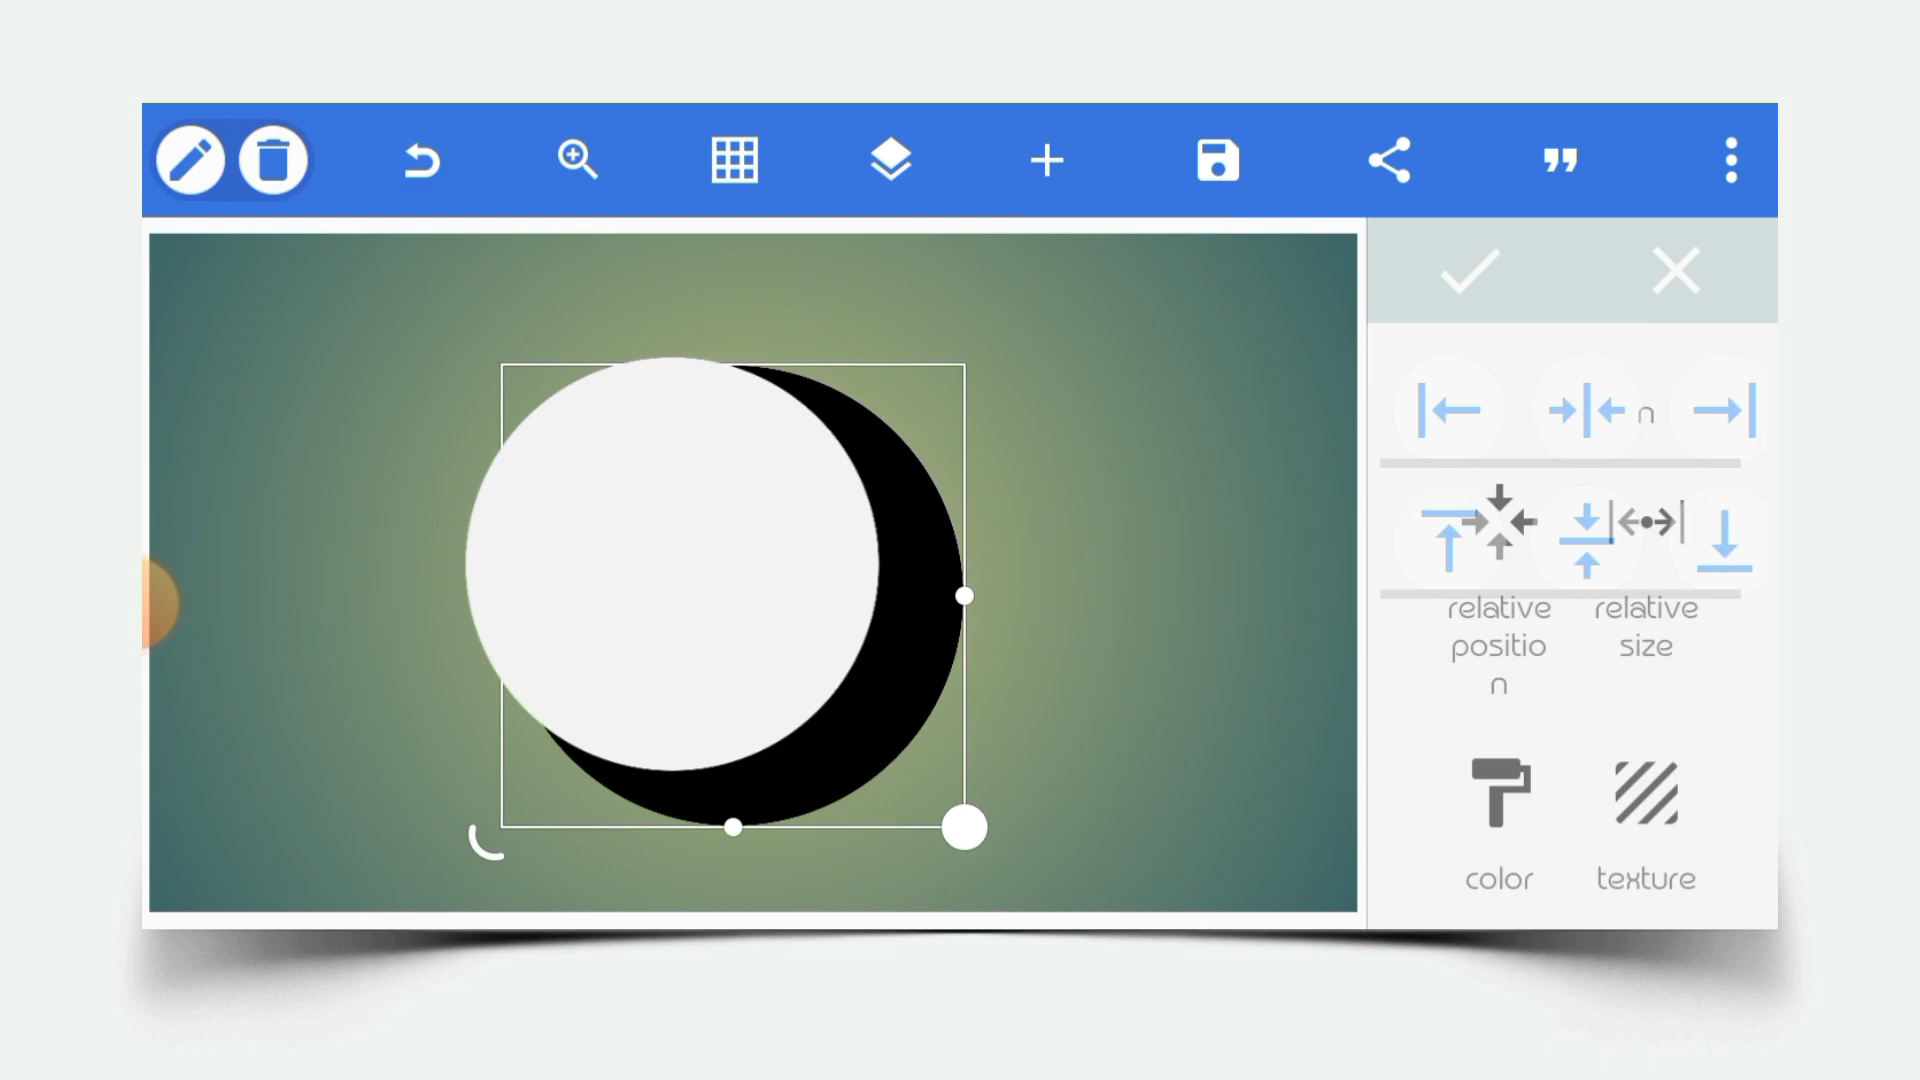 n
relative
positio
n
relative
size
color
texture